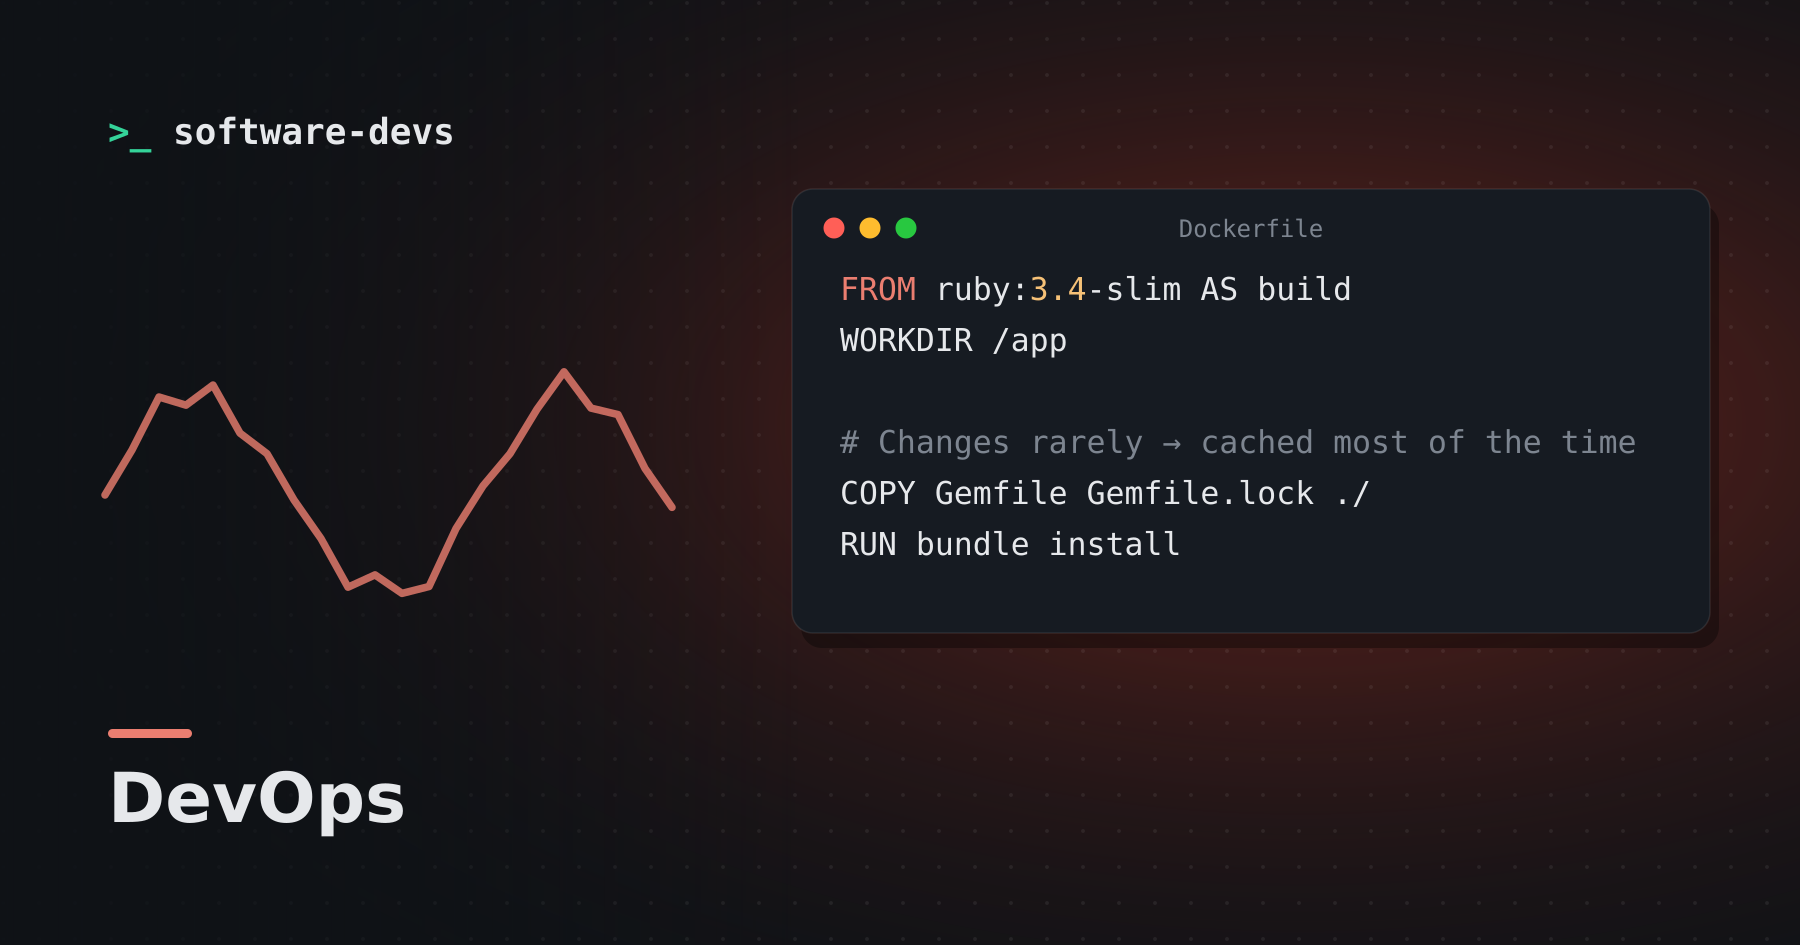 >_ software-devs
Dockerfile
FROM ruby:3.4-slim AS build
WORKDIR /app
# Changes rarely → cached most of the time
COPY Gemfile Gemfile.lock ./
RUN bundle install
DevOps